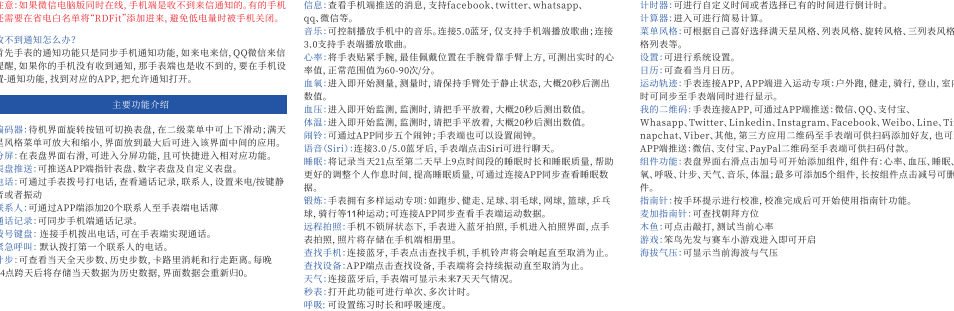 注意:如果微信电脑版同时在线, 手机端是收不到来信通知的。有的手机
还需要在省电白名单将“RDFit”添加进来, 避免低电量时被手机关闭。
收不到通知怎么办?
首先手表的通知功能只是同步手机通知功能, 如来电来信, QQ微信来信
提醒, 如果你的手机没有收到通知, 那手表端也是收不到的, 要在手机设
置-通知功能, 找到对应的APP, 把允许通知打开。
主要功能介绍
编码器: 待机界面旋转按钮可切换表盘, 在二级菜单中可上下滑动; 满天
星风格菜单可放大和缩小, 界面放到最大后可进入该界面中间的应用。
分屏: 在表盘界面右滑, 可进入分屏功能, 且可快捷进入相对应功能。
表盘推送: 可推送APP端指针表盘、数字表盘及自定义表盘。
电话: 可通过手表拨号打电话, 查看通话记录, 联系人, 设置来电/按键静
音或者振动
联系人: 可通过APP端添加20个联系人至手表端电话薄
通话记录: 可同步手机端通话记录。
拨号键盘: 连接手机拨出电话, 可在手表端实现通话。
紧急呼叫: 默认拨打第一个联系人的电话。
计步: 可查看当天全天步数、历史步数, 卡路里消耗和行走距离。每晚
24点跨天后将存储当天数据为历史数据, 界面数据会重新归0。
信息: 查看手机端推送的消息, 支持facebook、twitter、whatsapp、
qq、微信等。
音乐: 可控制播放手机中的音乐。连接5.0蓝牙, 仅支持手机端播放歌曲; 连接
3.0支持手表端播放歌曲。
心率: 将手表贴紧手腕, 最佳佩戴位置在手腕骨靠手臂上方, 可测出实时的心
率值, 正常范围值为60-90次/分。
血氧: 进入即开始测量, 测量时, 请保持手臂处于静止状态, 大概20秒后测出
数值。
血压: 进入即开始监测, 监测时, 请把手平放着, 大概20秒后测出数值。
体温: 进入即开始监测, 监测时, 请把手平放着, 大概20秒后测出数值。
闹铃: 可通过APP同步五个闹钟; 手表端也可以设置闹钟。
语音(Siri): 连接3.0 /5.0蓝牙后, 手表端点击Siri可进行聊天。
睡眠: 将记录当天21点至第二天早上9点时间段的睡眠时长和睡眠质量, 帮助
更好的调整个人作息时间, 提高睡眠质量, 可通过连接APP同步查看睡眠数
据。
锻炼: 手表拥有多样运动专项: 如跑步、健走、足球、羽毛球, 网球, 篮球, 乒乓
球, 骑行等11种运动; 可连接APP同步查看手表端运动数据。
远程拍照: 手机不锁屏状态下, 手表进入蓝牙拍照, 手机进入拍照界面, 点手
表拍照, 照片将存储在手机端相册里。
查找手机: 连接蓝牙, 手表点击查找手机, 手机铃声将会响起直至取消为止。
查找设备: APP端点击查找设备, 手表端将会持续振动直至取消为止。
天气: 连接蓝牙后, 手表端可显示未来7天天气情况。
秒表: 打开此功能可进行单次、多次计时。
呼吸: 可设置练习时长和呼吸速度。
计时器: 可进行自定义时间或者选择已有的时间进行倒计时。
计算器: 进入可进行简易计算。
菜单风格: 可根据自己喜好选择满天星风格、列表风格、旋转风格、三列表风格
格列表等。
设置: 可进行系统设置。
日历: 可查看当月日历。
运动轨迹: 手表连接APP, APP端进入运动专项: 户外跑, 健走, 骑行, 登山, 室内
时可同步至手表端同时进行显示。
我的二维码: 手表连接APP, 可通过APP端推送: 微信、QQ、支付宝、
Whasapp, Twitter, Linkedin, Instagram, Facebook, Weibo, Line, Ti
napchat, Viber, 其他, 第三方应用二维码至手表端可供扫码添加好友, 也可
APP端推送: 微信, 支付宝, PayPal二维码至手表端可供扫码付款。
组件功能: 表盘界面右滑点击加号可开始添加组件, 组件有: 心率、血压、睡眠、
氧、呼吸、计步、天气、音乐, 体温; 最多可添加5个组件, 长按组件点击减号可删
件。
指南针: 按手环提示进行校准, 校准完成后可开始使用指南针功能。
麦加指南针: 可查找朝拜方位
木鱼: 可点击敲打, 测试当前心率
游戏: 笨鸟先发与赛车小游戏进入即可开启
海拔气压: 可显示当前海波与气压